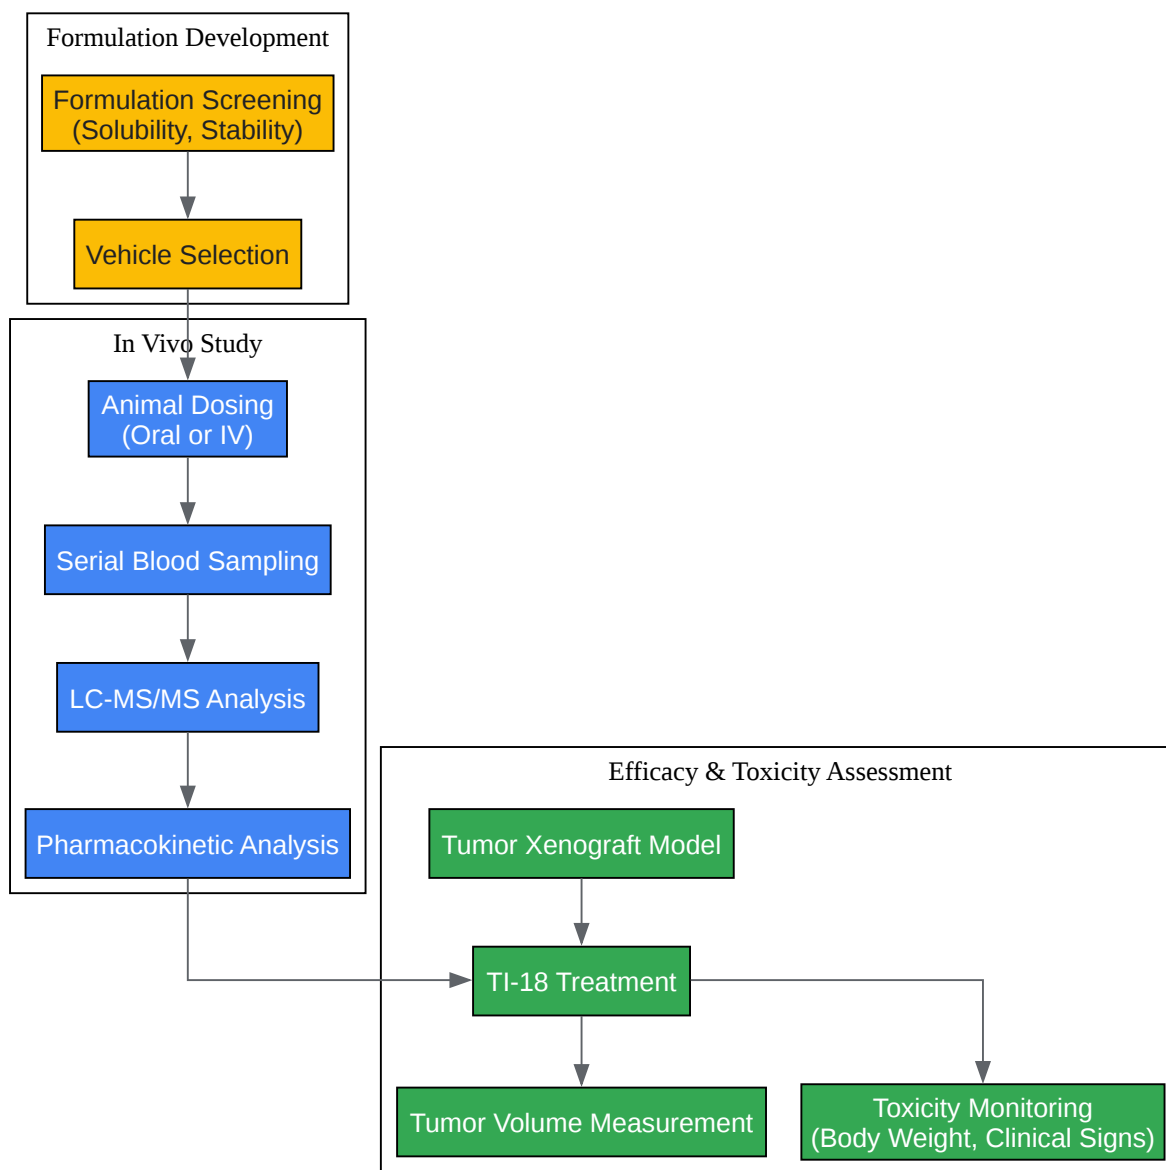 Formulation Development
Formulation Screening
(Solubility, Stability)
Vehicle Selection
In Vivo Study
Animal Dosing
(Oral or IV)
Serial Blood Sampling
LC-MS/MS Analysis
Pharmacokinetic Analysis
Efficacy & Toxicity Assessment
Tumor Xenograft Model
TI-18 Treatment
Tumor Volume Measurement
Toxicity Monitoring
(Body Weight, Clinical Signs)